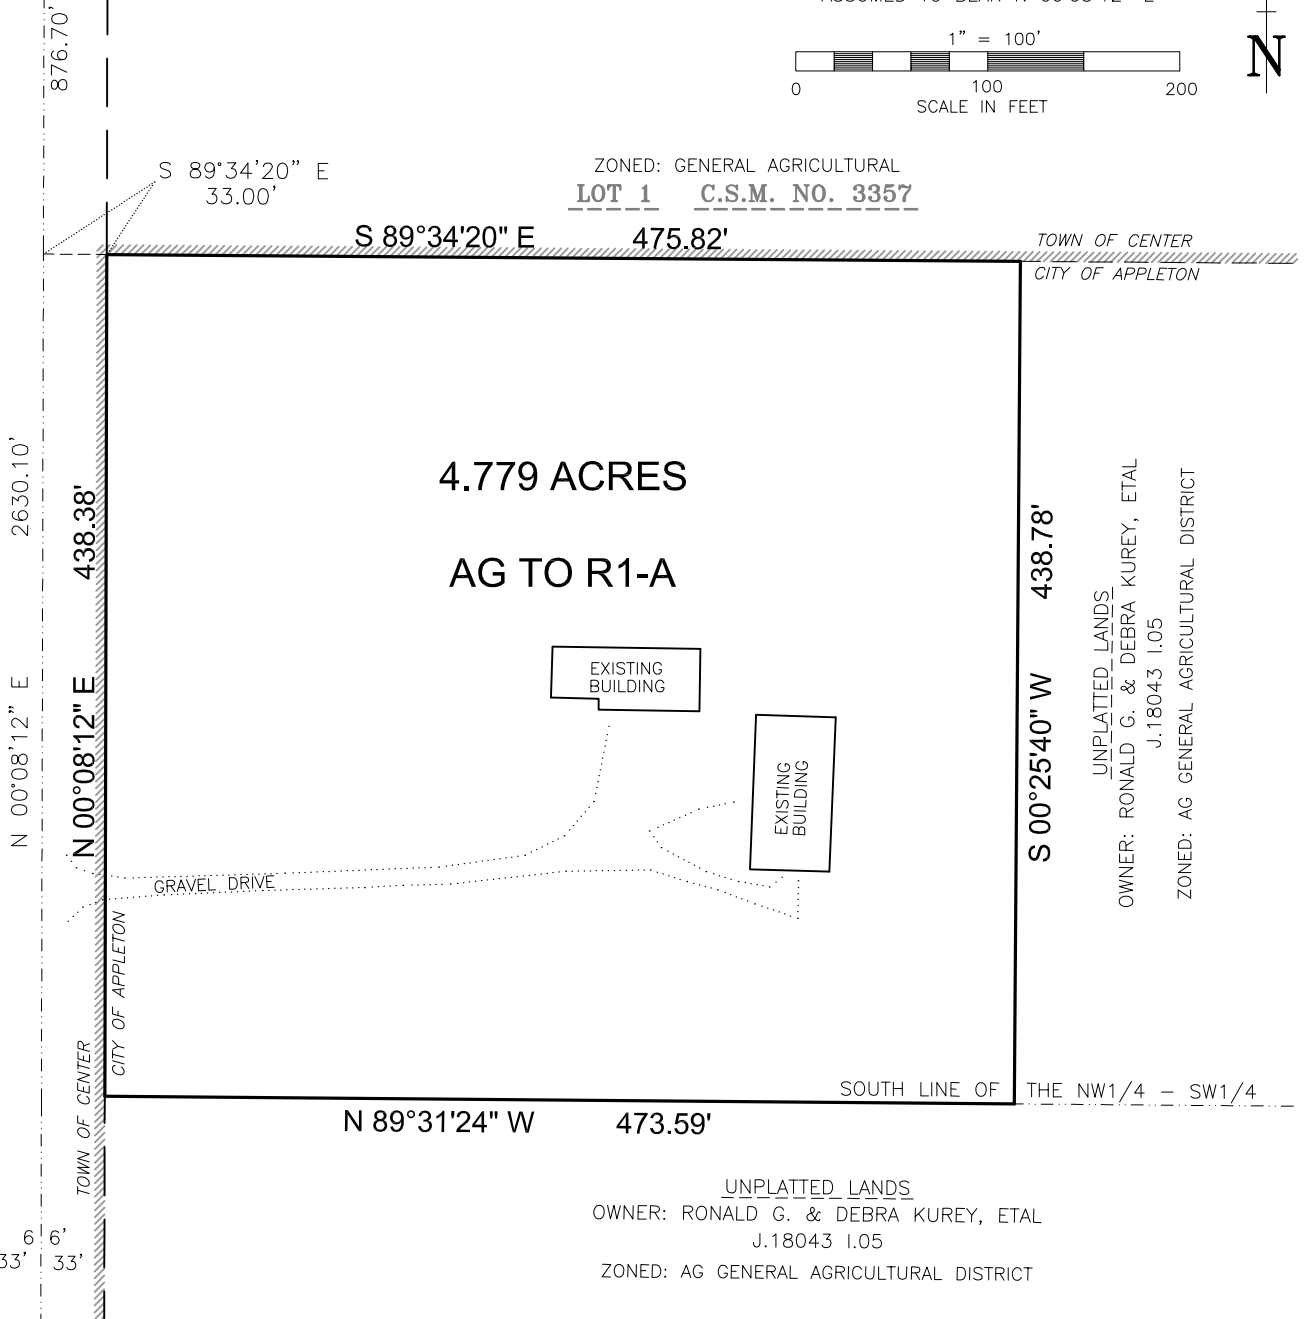 876.70'
1" = 100'
0 100 200
SCALE IN FEET
N
S 89°34'20" E
33.00'
ZONED: GENERAL AGRICULTURAL
LOT 1 C.S.M. NO. 3357
S 89°34'20" E 475.82'
TOWN OF CENTER
CITY OF APPLETON
N 00°08'12" E 2630.10'
N 00°08'12" E 438.38'
4.779 ACRES
AG TO R1-A
EXISTING
BUILDING
EXISTING
BUILDING
GRAVEL DRIVE
S 00°25'40" W 438.78'
UNPLATTED LANDS
OWNER: RONALD G. & DEBRA KUREY, ETAL
J.18043 I.05
ZONED: AG GENERAL AGRICULTURAL DISTRICT
CITY OF APPLETON
TOWN OF CENTER
SOUTH LINE OF THE NW1/4 - SW1/4
N 89°31'24" W 473.59'
UNPLATTED LANDS
OWNER: RONALD G. & DEBRA KUREY, ETAL
J.18043 I.05
ZONED: AG GENERAL AGRICULTURAL DISTRICT
66'
33' 33'